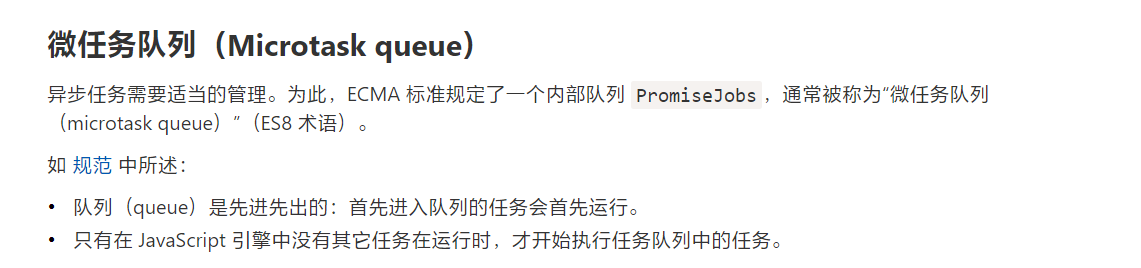 微任务队列（Microtask queue）
异步任务需要适当的管理。为此，ECMA 标准规定了一个内部队列 PromiseJobs，通常被称为“微任务队列
（microtask queue）”（ES8 术语）。
如 规范 中所述：
• 队列（queue）是先进先出的：首先进入队列的任务会首先运行。
• 只有在 JavaScript 引擎中没有其它任务在运行时，才开始执行任务队列中的任务。